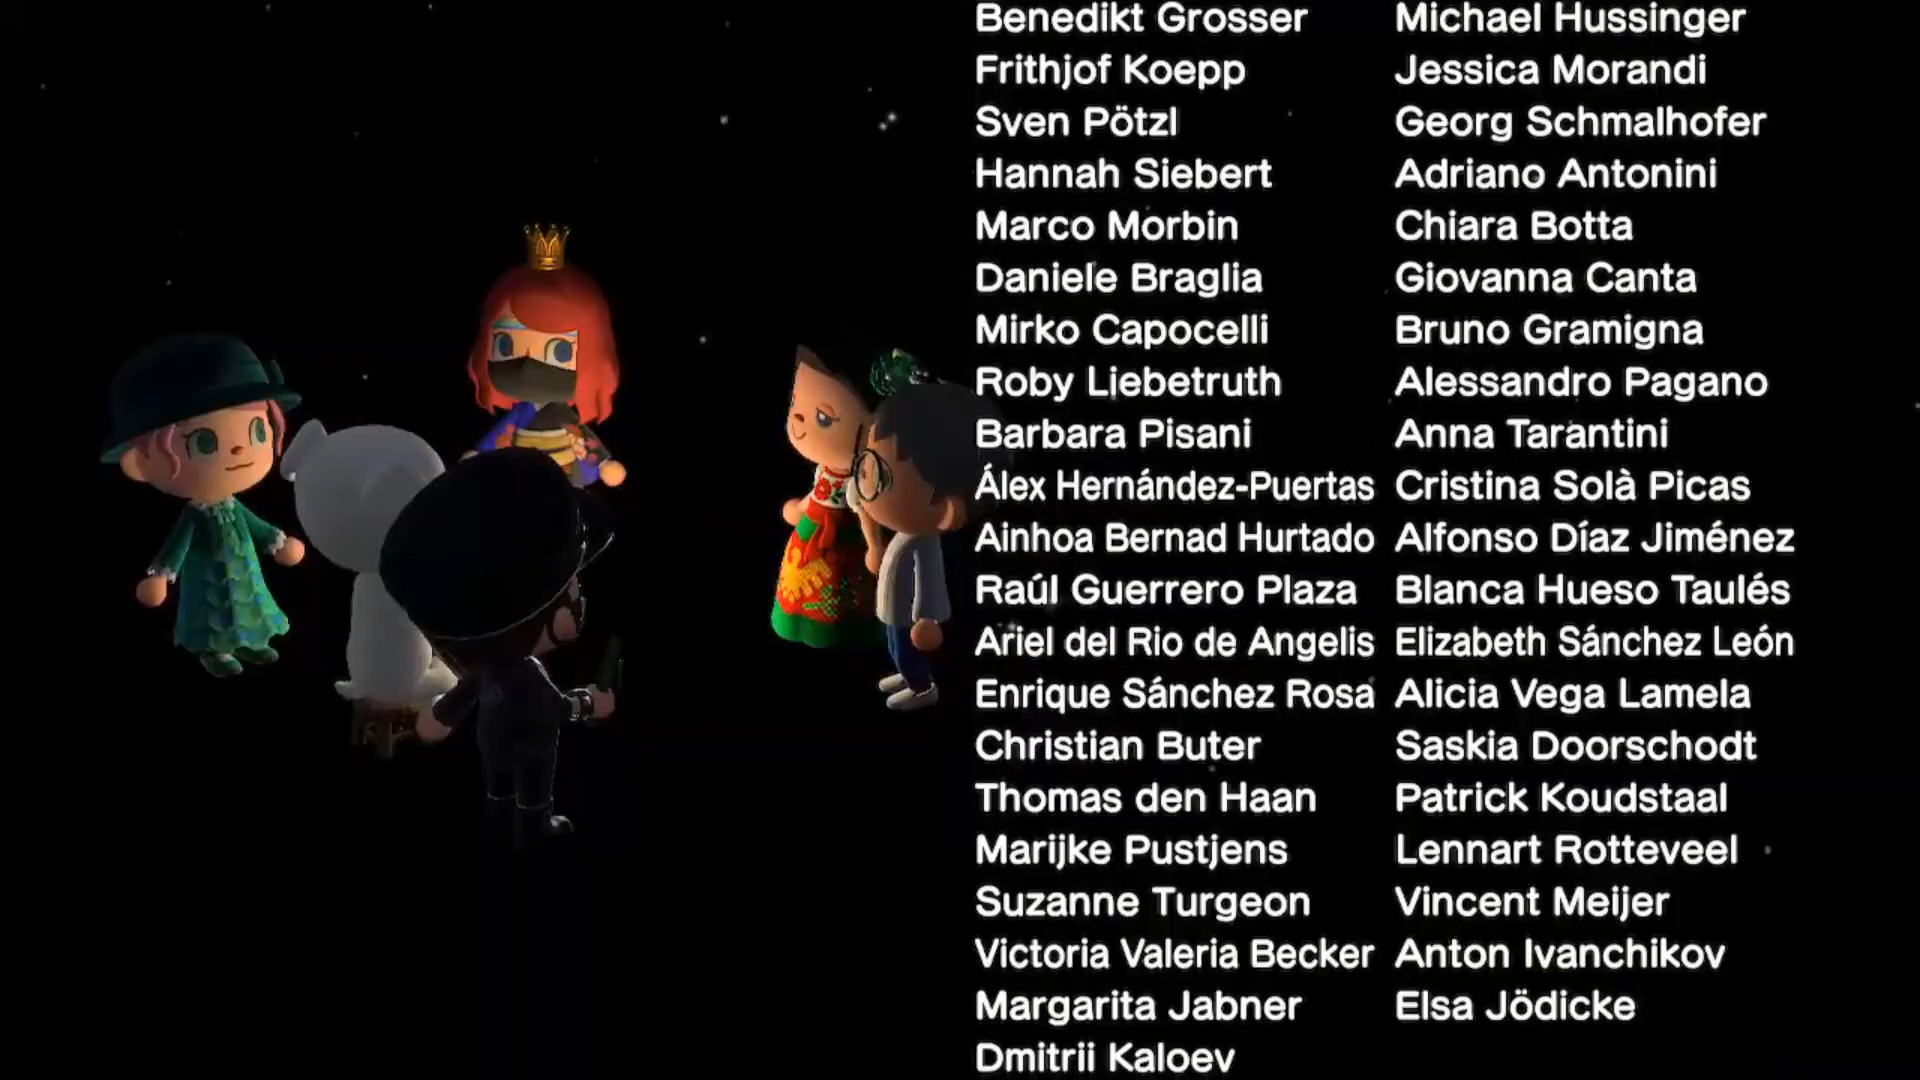 Benedikt Grosser Michael Hussinger
Frithjof Koepp Jessica Morandi
Sven Pötzl Georg Schmalhofer
Hannah Siebert Adriano Antonini
Marco Morbin Chiara Botta
Daniele Braglia Giovanna Canta
Mirko Capocelli Bruno Gramigna
Roby Liebetruth Alessandro Pagano
Barbara Pisani Anna Tarantini
Álex Hernández-Puertas Cristina Solà Picas
Ainhoa Bernad Hurtado Alfonso Díaz Jiménez
Raúl Guerrero Plaza Blanca Hueso Taulés
Ariel del Rio de Angelis Elizabeth Sánchez León
Enrique Sánchez Rosa Alicia Vega Lamela
Christian Buter Saskia Doorschodt
Thomas den Haan Patrick Koudstaal
Marijke Pustjens Lennart Rotteveel
Suzanne Turgeon Vincent Meijer
Victoria Valeria Becker Anton Ivanchikov
Margarita Jabner Elsa Jödicke
Dmitrii Kaloev